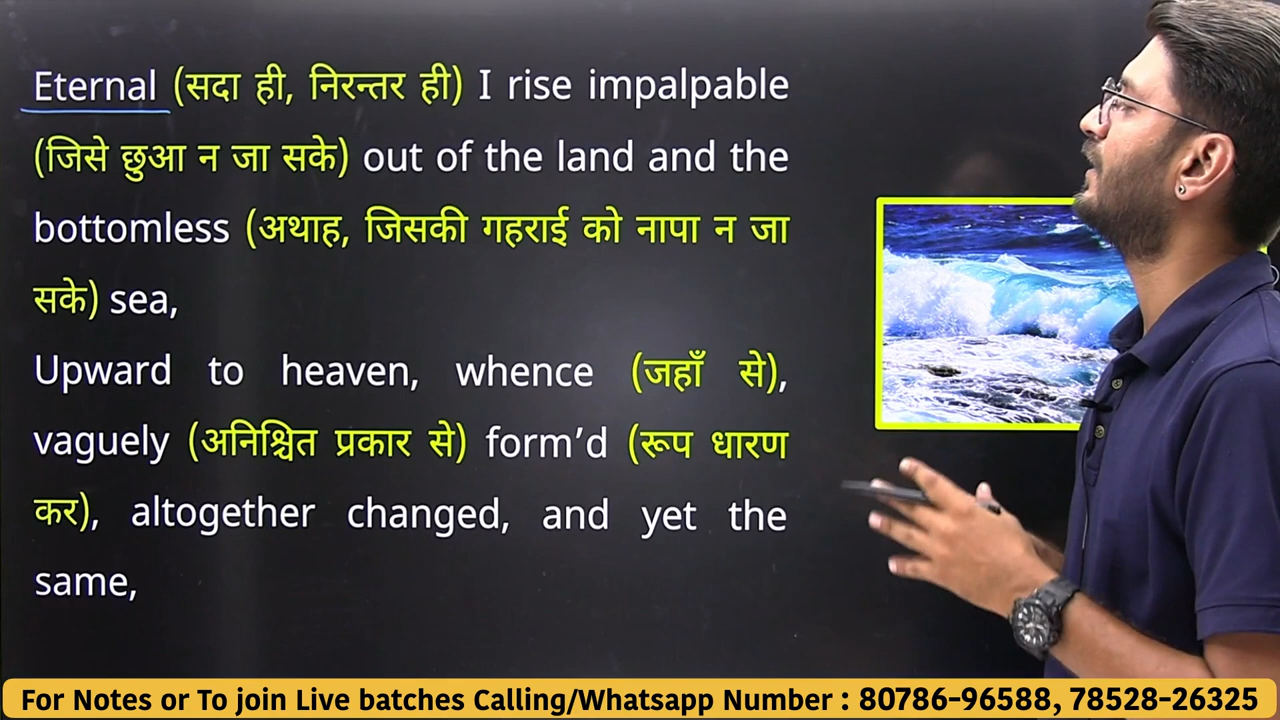 Eternal (सदा ही, निरन्तर ही) I rise impalpable
(जिसे छुआ न जा सके) out of the land and the
bottomless (अथाह, जिसकी गहराई को नापा न जा
सके) sea,
Upward to heaven, whence (जहाँ से),
vaguely (अनिश्चित प्रकार से) form’d (रूप धारण
कर), altogether changed, and yet the
same,
For Notes or To join Live batches Calling/Whatsapp Number : 80786-96588, 78528-26325